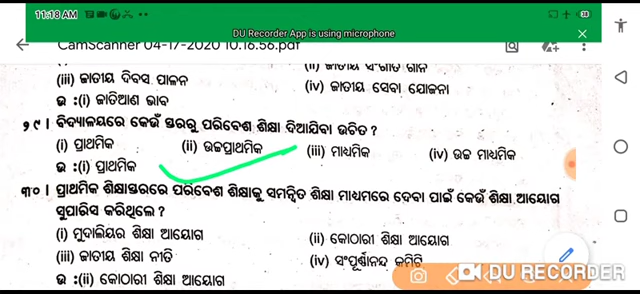 11:18 AM
38
DU Recorder App is using microphone
CamScanner 04-17-2020 10.16.56.pdf
(iii) ଜାତୀୟ ଦିବସ ପାଳନ
(iv) ଜାତୀୟ ସେବା ଯୋଜନା
ଉ :(i) ଜାତିଆଣ ଭାବ
୨୯। ବିଦ୍ୟାଳୟରେ କେଉଁ ସ୍ତରରୁ ପରିବେଶ ଶିକ୍ଷା ଦିଆଯିବା ଉଚିତ ?
(i) ପ୍ରାଥମିକ (ii) ଉଚ୍ଚପ୍ରାଥମିକ (iii) ମାଧ୍ୟମିକ (iv) ଉଚ୍ଚ ମାଧ୍ୟମିକ
ଉ :(i) ପ୍ରାଥମିକ
୩୦। ପ୍ରାଥମିକ ଶିକ୍ଷାସ୍ତରରେ ପରିବେଶ ଶିକ୍ଷାକୁ ସମନ୍ୱିତ ଶିକ୍ଷା ମାଧ୍ୟମରେ ଦେବା ପାଇଁ କେଉଁ ଶିକ୍ଷା ଆୟୋଗ
ସୁପାରିସ କରିଥିଲେ ?
(i) ମୁଦାଲିୟର ଶିକ୍ଷା ଆୟୋଗ (ii) କୋଠାରୀ ଶିକ୍ଷା ଆୟୋଗ
(iii) ଜାତୀୟ ଶିକ୍ଷା ନୀତି (iv) ସଂପୂର୍ଣ୍ଣାନନ୍ଦ କମିଟି
ଉ :(ii) କୋଠାରୀ ଶିକ୍ଷା ଆୟୋଗ
DU RECORDER